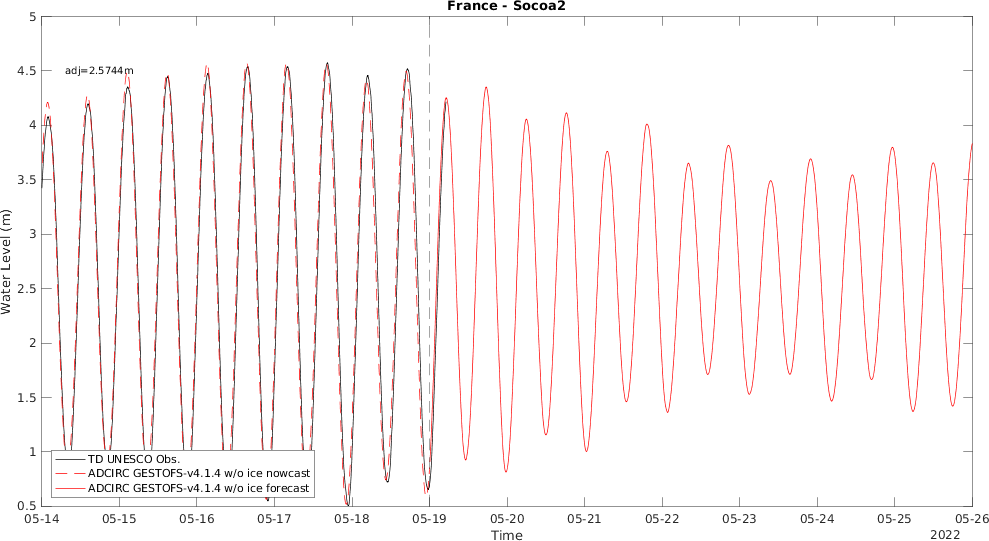 France - Socoa2
adj=2.5744m
Water Level (m)
5
4.5
4
3.5
3
2.5
2
1.5
1
0.5
TD UNESCO Obs.
ADCIRC GESTOFS-v4.1.4 w/o ice nowcast
ADCIRC GESTOFS-v4.1.4 w/o ice forecast
05-14 05-15 05-16 05-17 05-18 05-19 05-20 05-21 05-22 05-23 05-24 05-25 05-26
Time
2022